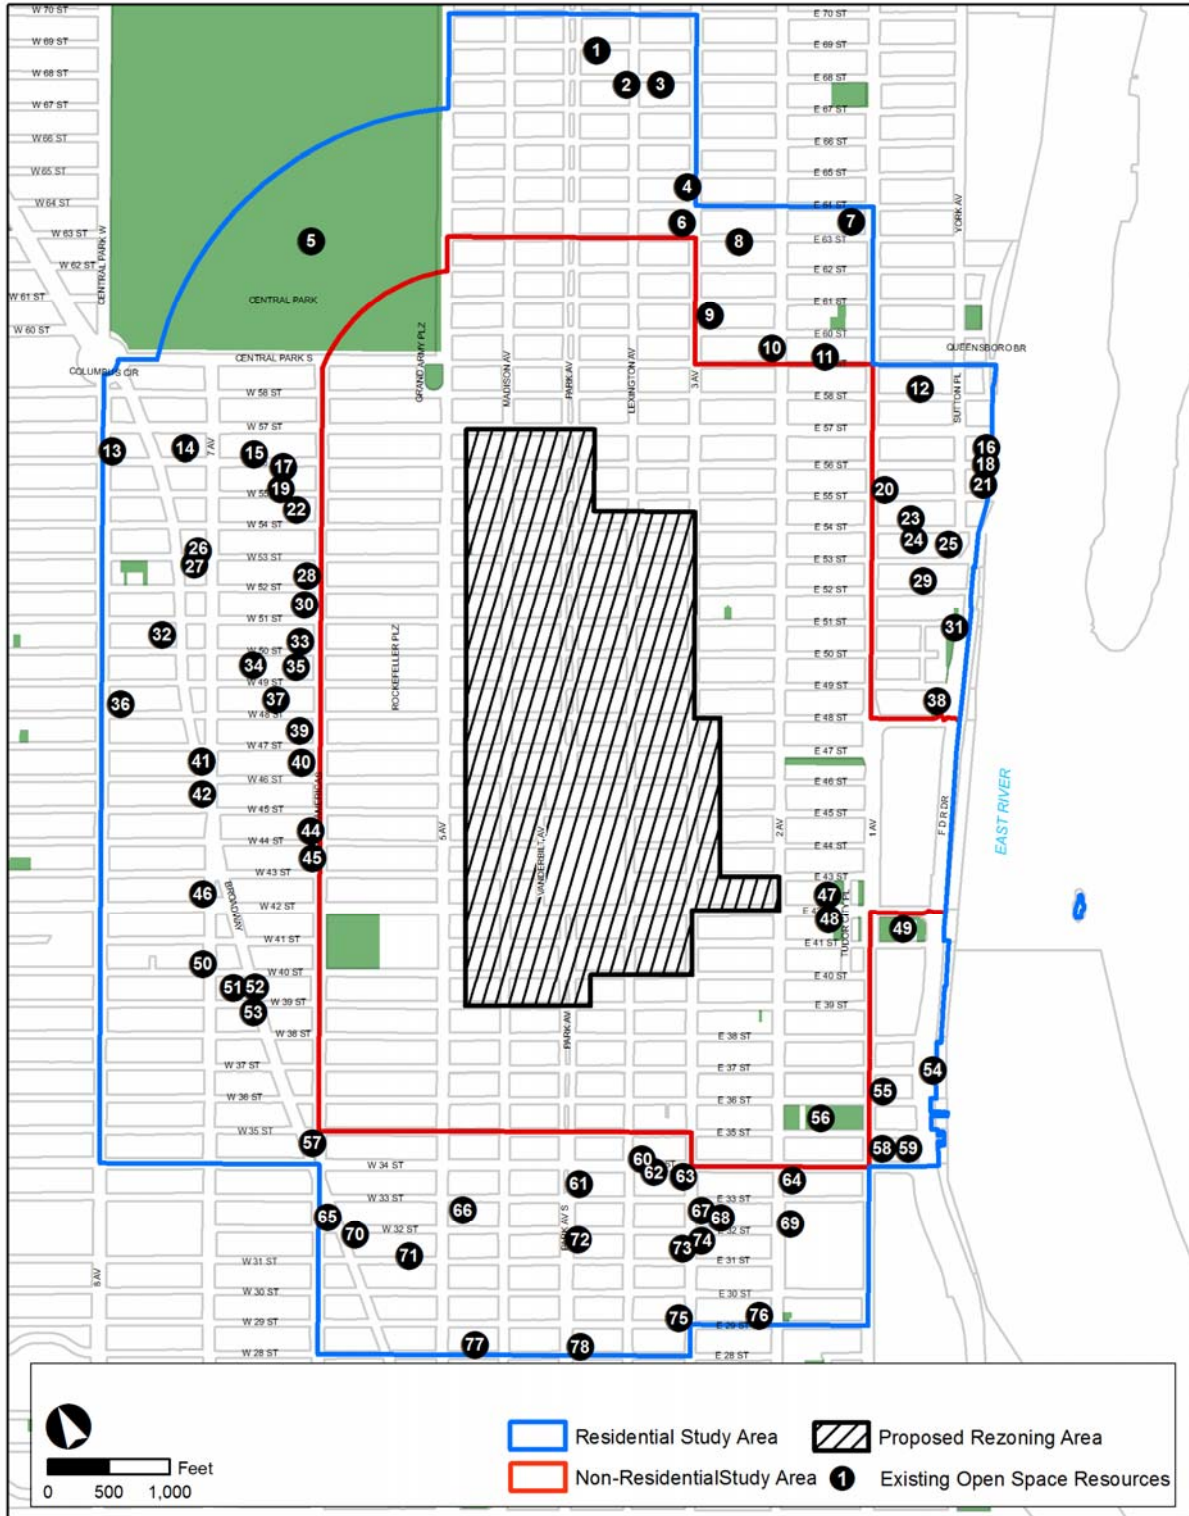 W 70 ST
E 70 ST
W 69 ST
1
E 69 ST
W 68 ST
2
3
E 68 ST
W 67 ST
E 67 ST
W 66 ST
E 66 ST
W 65 ST
E 65 ST
4
W 64 ST
E 64 ST
YORK AV
6
7
W 63 ST
CENTRAL PARK W
5
8
E 63 ST
W 62 ST
E 62 ST
W 61 ST
CENTRAL PARK
E 61 ST
9
W 60 ST
E 60 ST
10
11
QUEENSBORO BR
CENTRAL PARK S
COLUMBUS CIR
GRAND ARMY PLZ
MADISON AV
PARK AV
LEXINGTON AV
3 AV
SUTTON PL
W 58 ST
E 58 ST
12
W 57 ST
E 57 ST
7 AV
13
14
15
16
17
E 56 ST
18
19
W 55
E 55 ST
20
21
22
W 54 ST
E 54 ST
23
24
25
26
W 53 ST
E 53 ST
27
28
W 52 ST
E 52 ST
29
30
W 51 ST
E 51 ST
31
32
33
W 50 ST
E 50 ST
34
35
ROCKEFELLER PLZ
W 49 ST
E 49 ST
36
37
38
W 48 ST
E 48 ST
39
W 47 ST
E 47 ST
41
40
W 46 ST
E 46 ST
42
W 45 ST
E 45 ST
44
5 AV
VANDERBILT AV
2 AV
1 AV
F D R DR
EAST RIVER
W 44 ST
E 44 ST
45
W 43 ST
E 43 ST
46
BROADWAY
47
W 42 ST
48
TUDOR CITY PL
49
W 41 ST
E 41 ST
50
W 40 ST
E 40 ST
51
52
W 39 ST
E 39 ST
53
PARK AV
W 38 ST
E 38 ST
W 37 ST
E 37 ST
54
55
W 36 ST
E 36 ST
56
W 35 ST
E 35 ST
57
58
59
W 34 ST
60
62
ST
63
61
64
W 33 ST
E 33 ST
65
66
67
68
69
W 32 ST
E 32 ST
70
PARK AV S
72
74
71
73
W 31 ST
E 31 ST
8 AV
W 30 ST
E 30 ST
75
76
W 29 ST
E 29 ST
77
78
W 28 ST
E 28 ST
Residential Study Area
Proposed Rezoning Area
Feet
Non-ResidentialStudy Area
1
Existing Open Space Resources
0 500 1,000